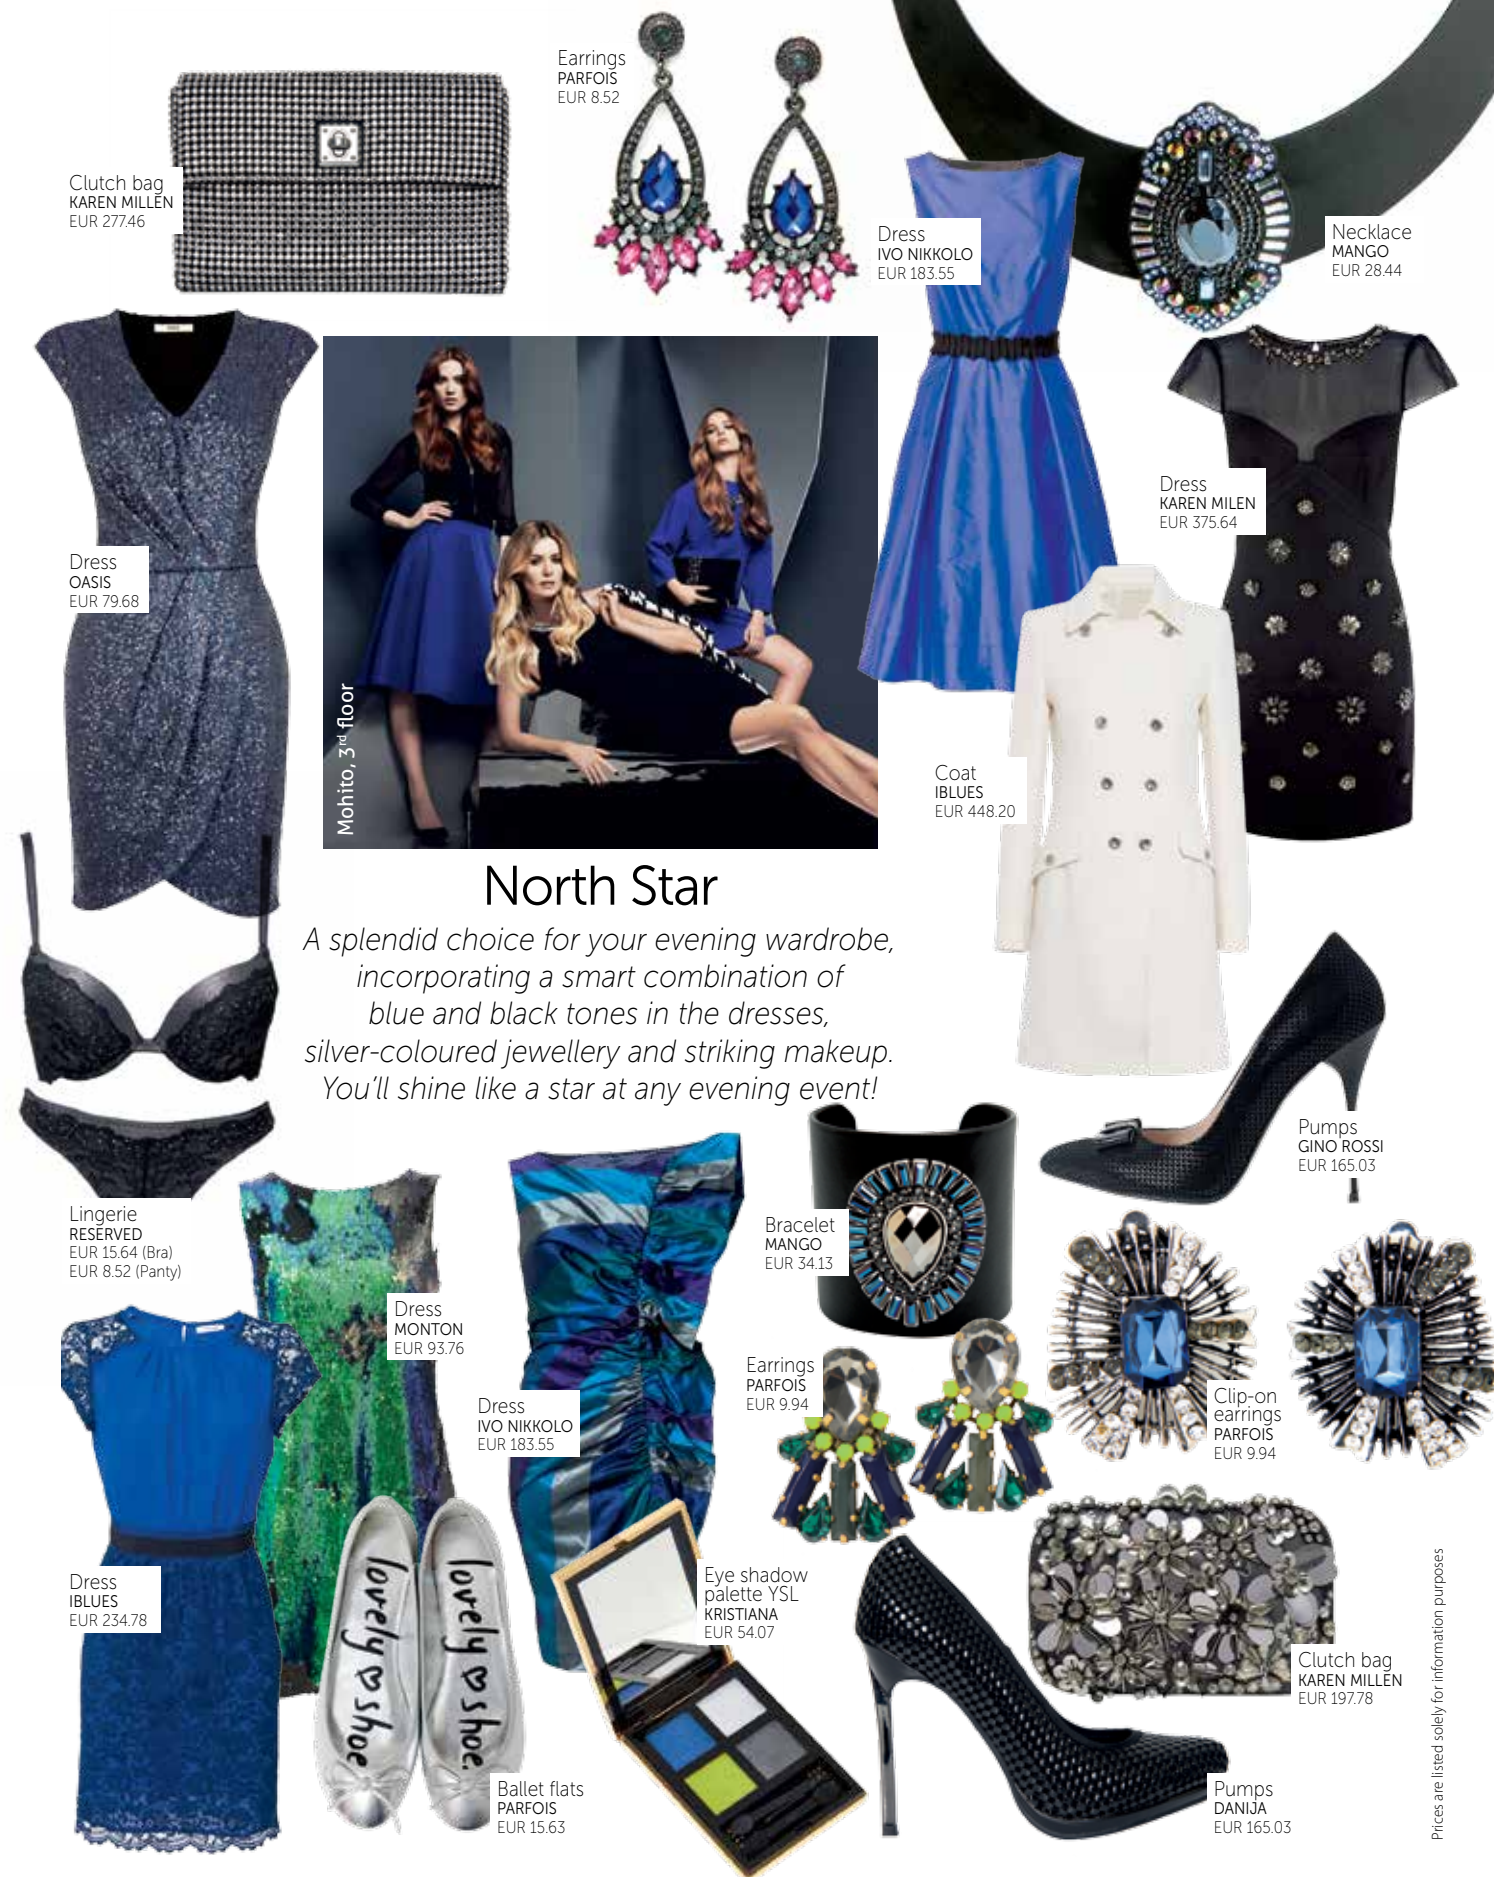 Earrings
PARFOIS
EUR 8.52
Clutch bag
KAREN MILLEN
EUR 277.46
Dress
IVO NIKKOLO
EUR 183.55
Necklace
MANGO
EUR 28.44
Dress
KAREN MILEN
EUR 375.64
Dress
OASIS
EUR 79.68
Mohito, 3rd floor
Coat
IBLUES
EUR 448.20
North Star
A splendid choice for your evening wardrobe,
incorporating a smart combination of
blue and black tones in the dresses,
silver-coloured jewellery and striking makeup.
You'll shine like a star at any evening event!
Pumps
GINO ROSSI
EUR 165.03
Lingerie
RESERVED
EUR 15.64 (Bra)
EUR 8.52 (Panty)
Bracelet
MANGO
EUR 34.13
Dress
MONTON
EUR 93.76
Earrings
PARFOIS
EUR 9.94
Dress
IVO NIKKOLO
EUR 183.55
Clip-on
earrings
PARFOIS
EUR 9.94
Dress
IBLUES
EUR 234.78
lovely shoe
lovely shoe.
Eye shadow
palette YSL
KRISTIANA
EUR 54.07
Clutch bag
KAREN MILLEN
EUR 197.78
Ballet flats
PARFOIS
EUR 15.63
Pumps
DANIJA
EUR 165.03
Prices are listed solely for information purposes